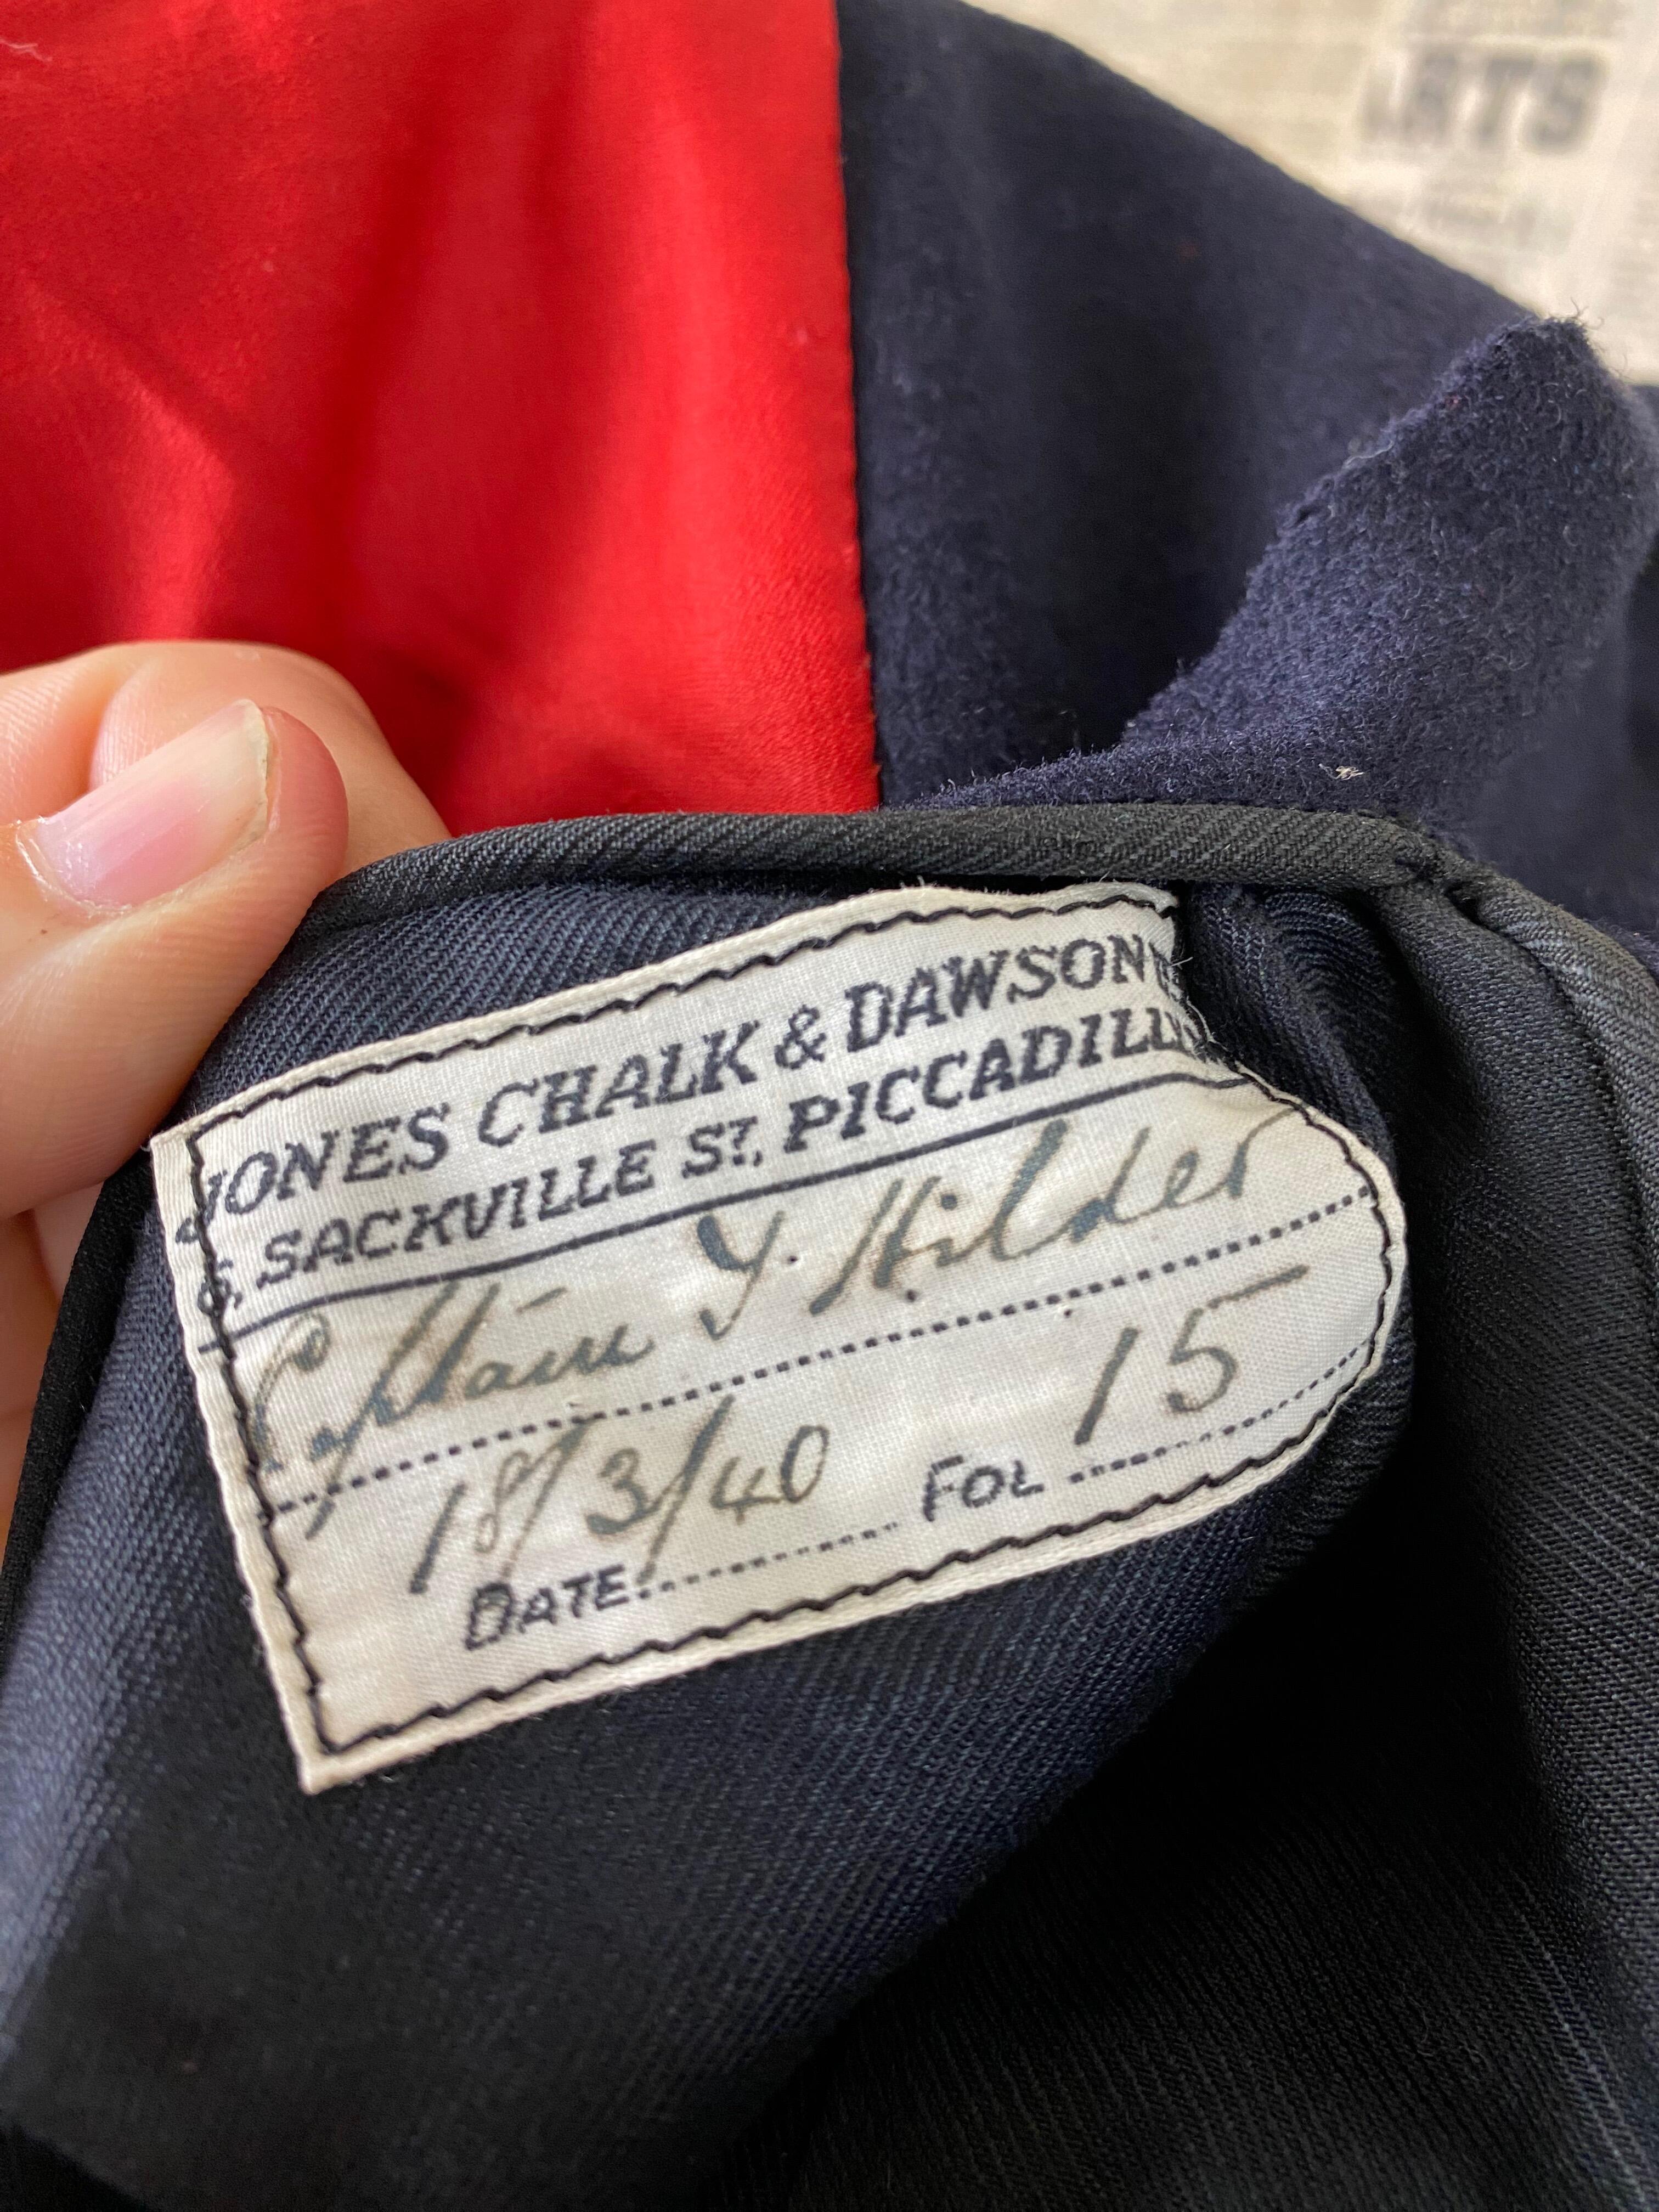 JONES CHALK & DAWSON
6, SACKVILLE ST, PICCADILLY
Captain Y. Hilder
18/3/40 15
DATE FOL